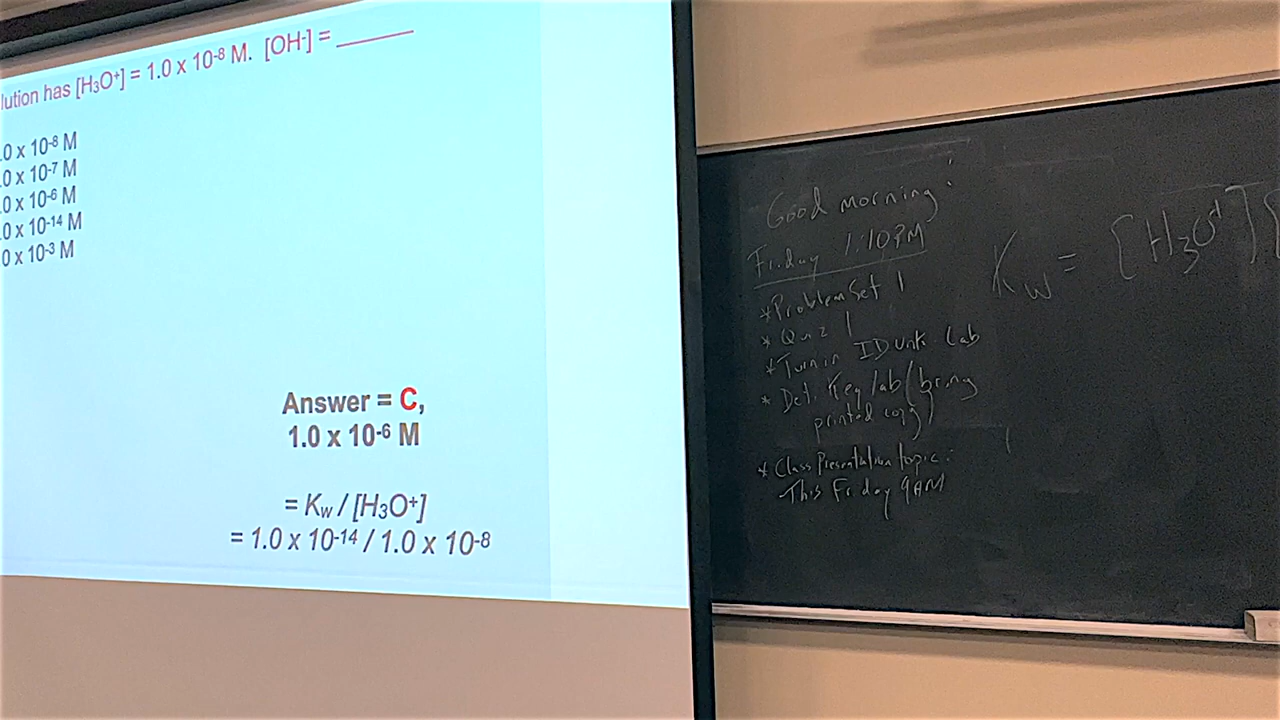 lution has [H₃O⁺] = 1.0 x 10⁻⁸ M. [OH-] = ______
.0 x 10⁻⁸ M
.0 x 10⁻⁷ M
.0 x 10⁻⁶ M
.0 x 10⁻¹⁴ M
.0 x 10⁻³ M
Answer = C,
1.0 x 10⁻⁶ M
= Kw / [H₃O⁺]
= 1.0 x 10⁻¹⁴ / 1.0 x 10⁻⁸
Good morning!
Friday 1:10PM
* Problem Set 1
* Quiz 1
* Turn in ID Unk Lab
* Det. Keq lab (bring
printed copy)
* Class Presentation topic:
This Friday 9AM
Kw = [H₃O⁺][